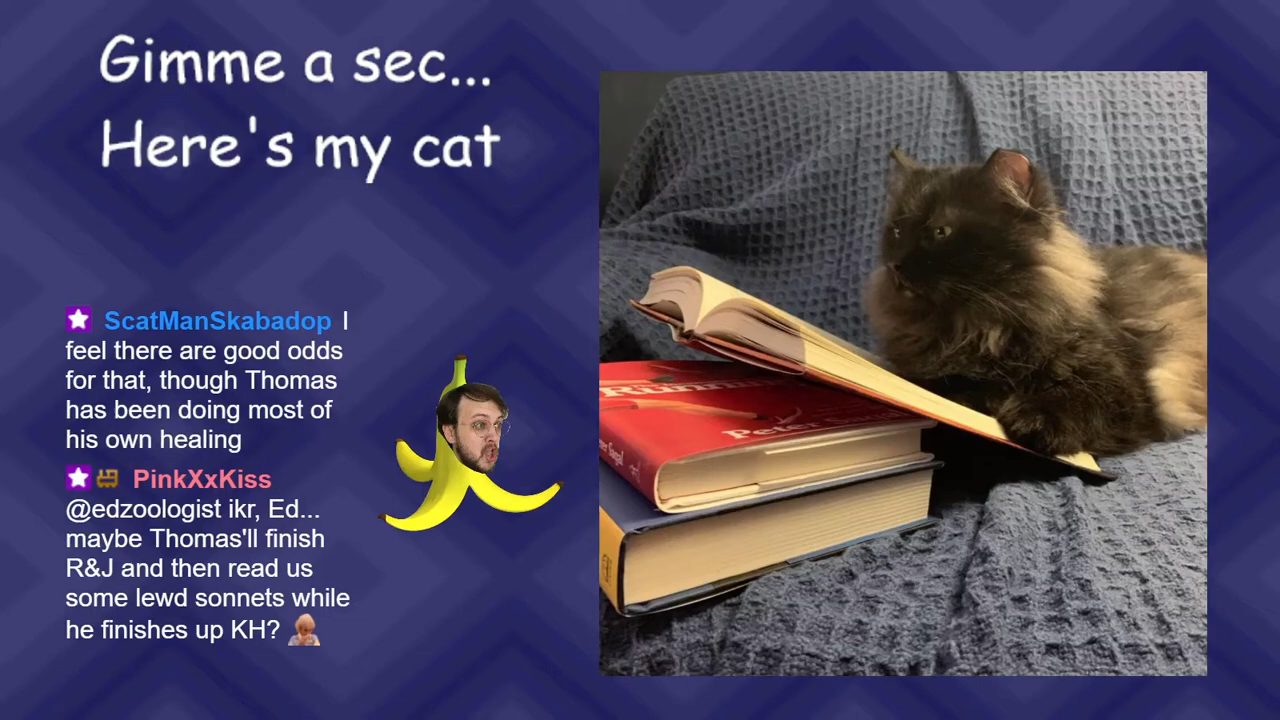 Gimme a sec...
Here's my cat
ScatManSkabadop I
feel there are good odds
for that, though Thomas
has been doing most of
his own healing
PinkXxKiss
@edzoologist ikr, Ed...
maybe Thomas'll finish
R&J and then read us
some lewd sonnets while
he finishes up KH?
Peter